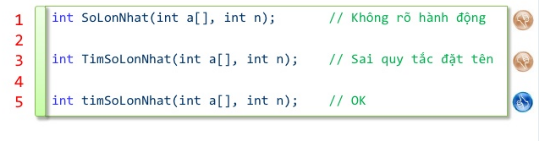 1 int SoLonNhat(int a[], int n); // Không rõ hành động
2
3 int TimSoLonNhat(int a[], int n); // Sai quy tắc đặt tên
4
5 int timSoLonNhat(int a[], int n); // OK